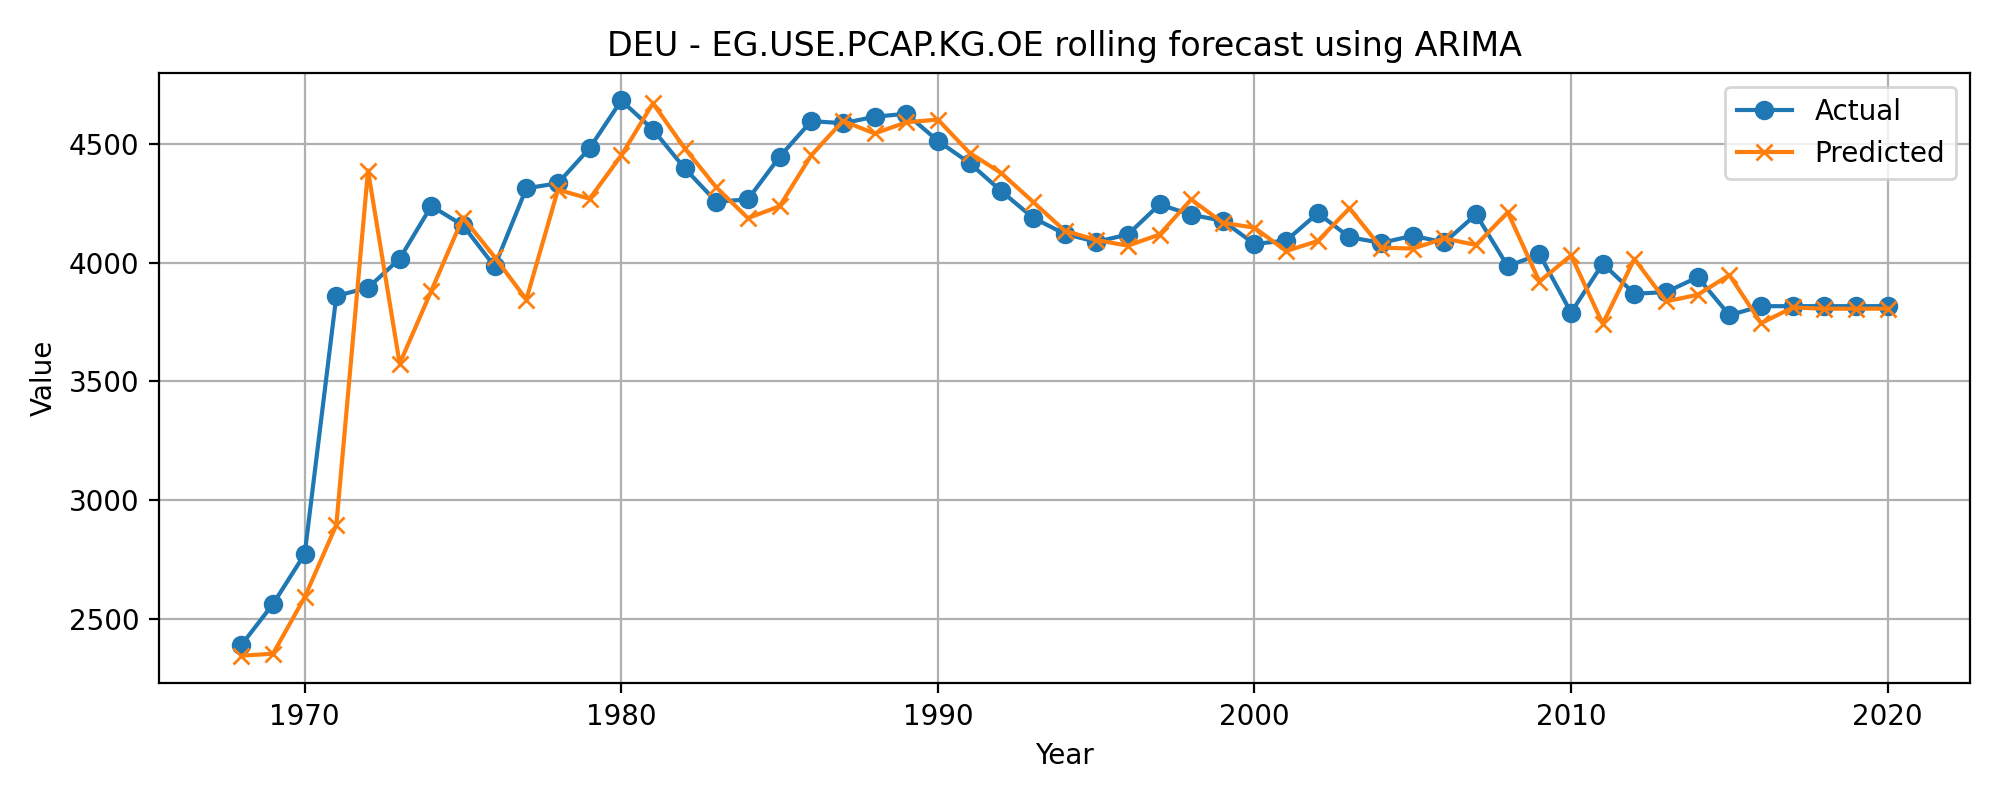 DEU - EG.USE.PCAP.KG.OE rolling forecast using ARIMA
Actual
Predicted
Value
4500
4000
3500
3000
2500
1970 1980 1990 2000 2010 2020
Year